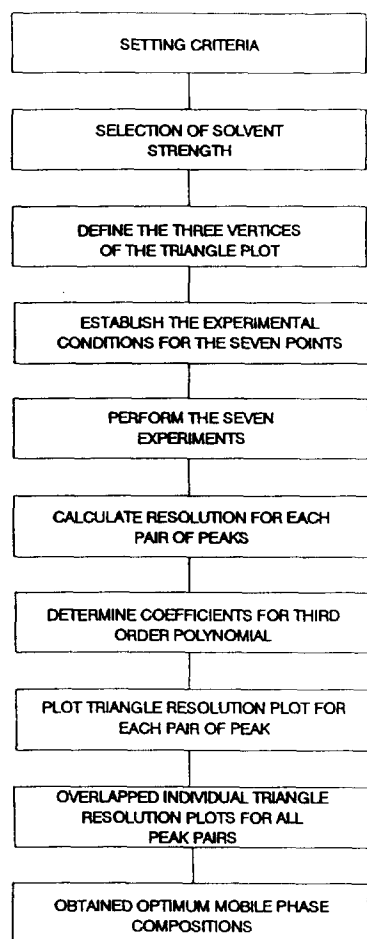 SETTING CRITERIA
SELECTION OF SOLVENT
STRENGTH
DEFINE THE THREE VERTICES
OF THE TRIANGLE PLOT
ESTABLISH THE EXPERIMENTAL
CONDITIONS FOR THE SEVEN POINTS
PERFORM THE SEVEN
EXPERIMENTS
CALCULATE RESOLUTION FOR EACH
PAIR OF PEAKS
DETERMINE COEFFICIENTS FOR THIRD
ORDER POLYNOMIAL
PLOT TRIANGLE RESOLUTION PLOT FOR
EACH PAIR OF PEAK
OVERLAPPED INDIVIDUAL TRIANGLE
RESOLUTION PLOTS FOR ALL
PEAK PAIRS
OBTAINED OPTIMUM MOBILE PHASE
COMPOSITIONS